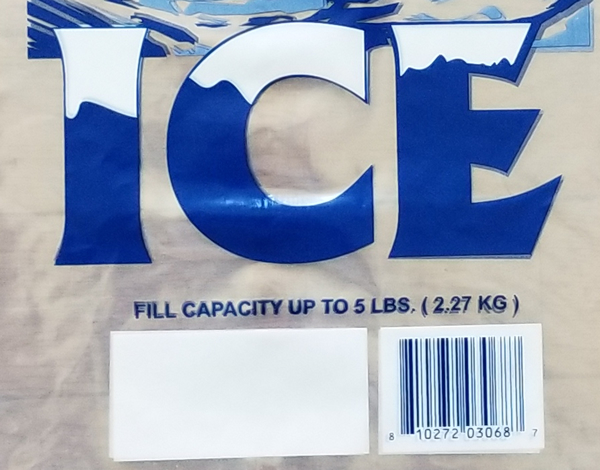 ICE
FILL CAPACITY UP TO 5 LBS. ( 2.27 KG )
8 10272 03068 7